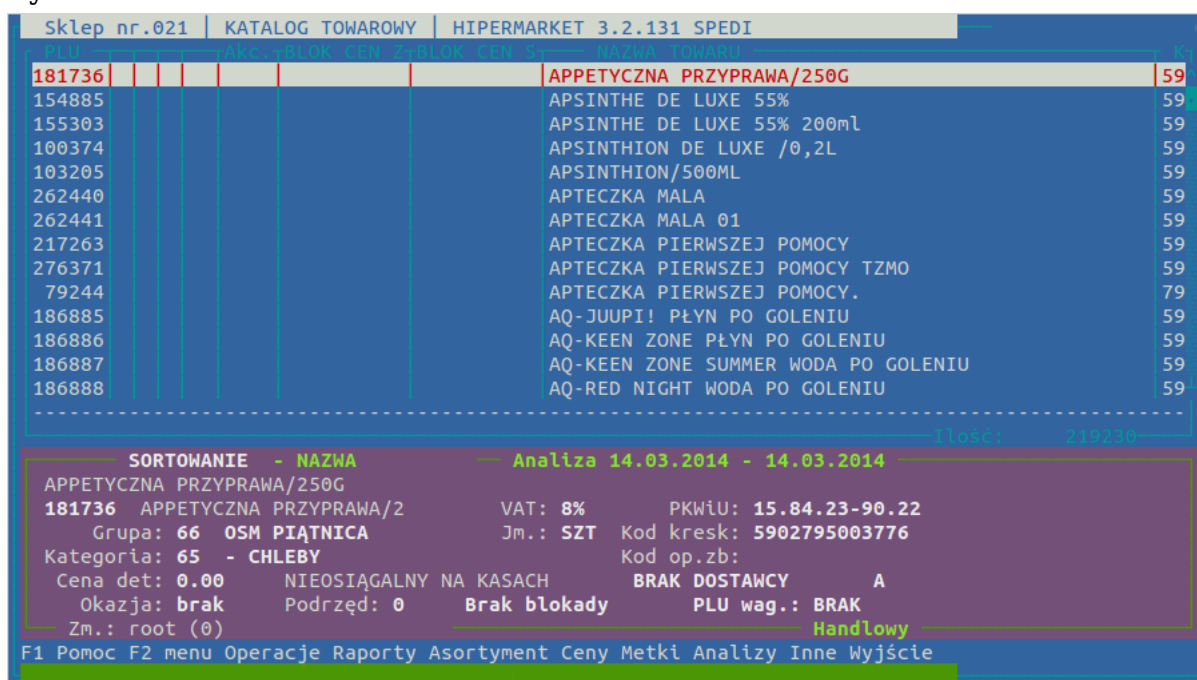 Sklep nr.021 | KATALOG TOWAROWY | HIPERMARKET 3.2.131 SPEDI
PLU Akc. BLOK CEN Z BLOK CEN S NAZWA TOWARU K
181736 APPETYCZNA PRZYPRAWA/250G 59
154885 APSINTHE DE LUXE 55% 59
155303 APSINTHE DE LUXE 55% 200ml 59
100374 APSINTHION DE LUXE /0,2L 59
103205 APSINTHION/500ML 59
262440 APTECZKA MALA 59
262441 APTECZKA MALA 01 59
217263 APTECZKA PIERWSZEJ POMOCY 59
276371 APTECZKA PIERWSZEJ POMOCY TZMO 59
79244 APTECZKA PIERWSZEJ POMOCY. 79
186885 AQ-JUUPI! PŁYN PO GOLENIU 59
186886 AQ-KEEN ZONE PŁYN PO GOLENIU 59
186887 AQ-KEEN ZONE SUMMER WODA PO GOLENIU 59
186888 AQ-RED NIGHT WODA PO GOLENIU 59
Ilość: 219230
SORTOWANIE - NAZWA Analiza 14.03.2014 - 14.03.2014
APPETYCZNA PRZYPRAWA/250G
181736 APPETYCZNA PRZYPRAWA/2 VAT: 8% PKWiU: 15.84.23-90.22
Grupa: 66 OSM PIĄTNICA Jm.: SZT Kod kresk: 5902795003776
Kategoria: 65 - CHLEBY Kod op.zb:
Cena det: 0.00 NIEOSIĄGALNY NA KASACH BRAK DOSTAWCY A
Okazja: brak Podrzęd: 0 Brak blokady PLU wag.: BRAK
Zm.: root (0) Handlowy
F1 Pomoc F2 menu Operacje Raporty Asortyment Ceny Metki Analizy Inne Wyjście